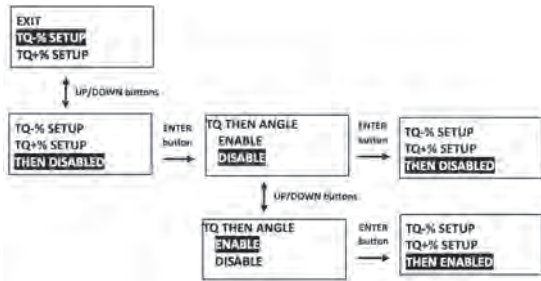 EXIT
TQ-% SETUP
TQ+% SETUP
UP/DOWN buttons
TQ-% SETUP
TQ+% SETUP
THEN DISABLED
ENTER
button
TQ THEN ANGLE
ENABLE
DISABLE
ENTER
button
TQ-% SETUP
TQ+% SETUP
THEN DISABLED
UP/DOWN buttons
TQ THEN ANGLE
ENABLE
DISABLE
ENTER
button
TQ-% SETUP
TQ+% SETUP
THEN ENABLED